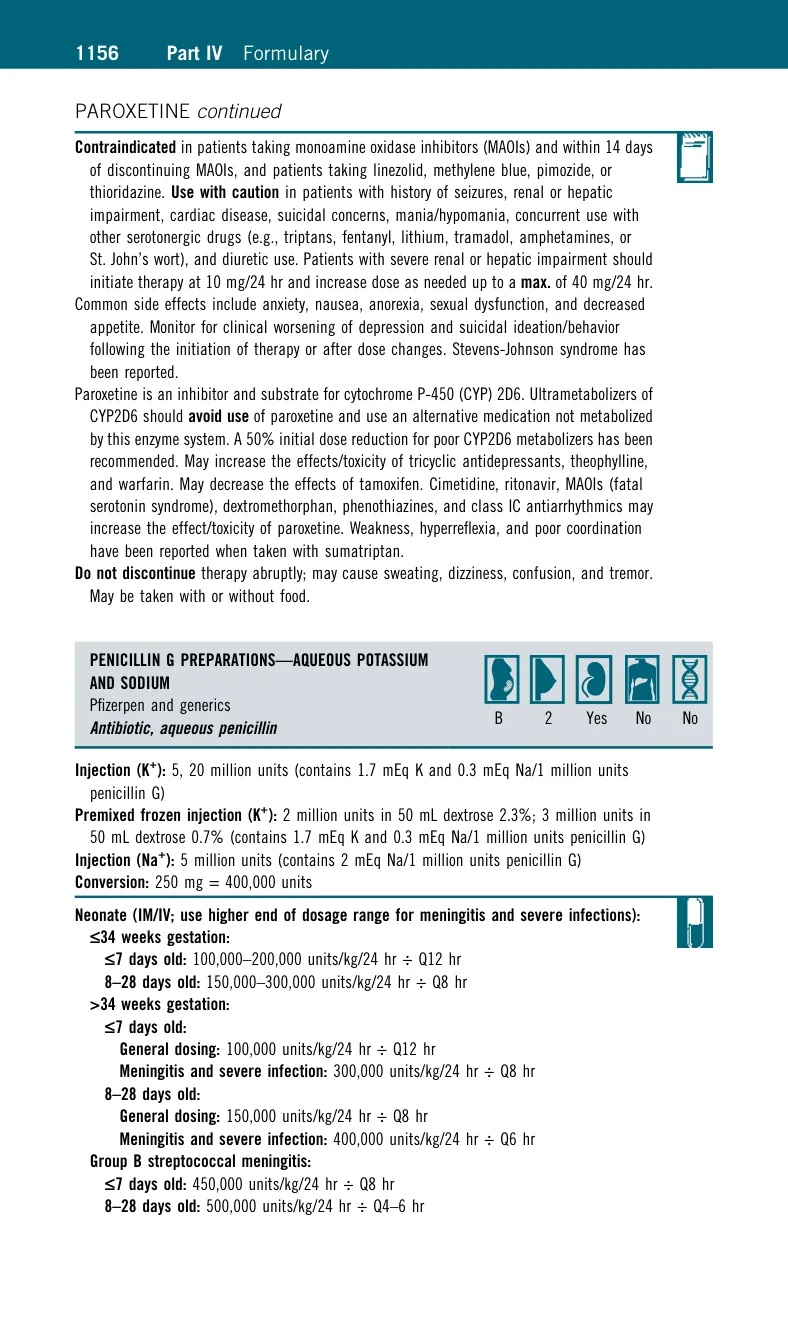 1156 Part IV Formulary
PAROXETINE continued
Contraindicated in patients taking monoamine oxidase inhibitors (MAOIs) and within 14 days
of discontinuing MAOIs, and patients taking linezolid, methylene blue, pimozide, or
thioridazine. Use with caution in patients with history of seizures, renal or hepatic
impairment, cardiac disease, suicidal concerns, mania/hypomania, concurrent use with
other serotonergic drugs (e.g., triptans, fentanyl, lithium, tramadol, amphetamines, or
St. John's wort), and diuretic use. Patients with severe renal or hepatic impairment should
initiate therapy at 10 mg/24 hr and increase dose as needed up to a max. of 40 mg/24 hr.
Common side effects include anxiety, nausea, anorexia, sexual dysfunction, and decreased
appetite. Monitor for clinical worsening of depression and suicidal ideation/behavior
following the initiation of therapy or after dose changes. Stevens-Johnson syndrome has
been reported.
Paroxetine is an inhibitor and substrate for cytochrome P-450 (CYP) 2D6. Ultrametabolizers of
CYP2D6 should avoid use of paroxetine and use an alternative medication not metabolized
by this enzyme system. A 50% initial dose reduction for poor CYP2D6 metabolizers has been
recommended. May increase the effects/toxicity of tricyclic antidepressants, theophylline,
and warfarin. May decrease the effects of tamoxifen. Cimetidine, ritonavir, MAOIs (fatal
serotonin syndrome), dextromethorphan, phenothiazines, and class IC antiarrhythmics may
increase the effect/toxicity of paroxetine. Weakness, hyperreflexia, and poor coordination
have been reported when taken with sumatriptan.
Do not discontinue therapy abruptly; may cause sweating, dizziness, confusion, and tremor.
May be taken with or without food.
PENICILLIN G PREPARATIONS—AQUEOUS POTASSIUM
AND SODIUM
Pfizerpen and generics
Antibiotic, aqueous penicillin
B 2 Yes No No
Injection (K⁺): 5, 20 million units (contains 1.7 mEq K and 0.3 mEq Na/1 million units
penicillin G)
Premixed frozen injection (K⁺): 2 million units in 50 mL dextrose 2.3%; 3 million units in
50 mL dextrose 0.7% (contains 1.7 mEq K and 0.3 mEq Na/1 million units penicillin G)
Injection (Na⁺): 5 million units (contains 2 mEq Na/1 million units penicillin G)
Conversion: 250 mg = 400,000 units
Neonate (IM/IV; use higher end of dosage range for meningitis and severe infections):
≤34 weeks gestation:
≤7 days old: 100,000–200,000 units/kg/24 hr ÷ Q12 hr
8–28 days old: 150,000–300,000 units/kg/24 hr ÷ Q8 hr
>34 weeks gestation:
≤7 days old:
General dosing: 100,000 units/kg/24 hr ÷ Q12 hr
Meningitis and severe infection: 300,000 units/kg/24 hr ÷ Q8 hr
8–28 days old:
General dosing: 150,000 units/kg/24 hr ÷ Q8 hr
Meningitis and severe infection: 400,000 units/kg/24 hr ÷ Q6 hr
Group B streptococcal meningitis:
≤7 days old: 450,000 units/kg/24 hr ÷ Q8 hr
8–28 days old: 500,000 units/kg/24 hr ÷ Q4–6 hr